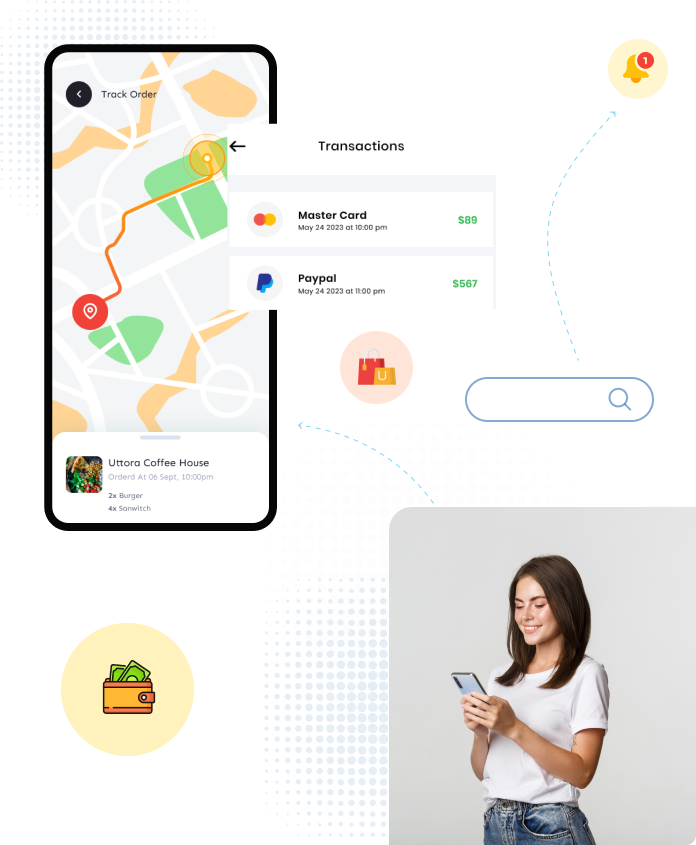 1
Track Order
Transactions
Master Card
May 24 2023 at 10:00 pm
$89
Paypal
May 24 2023 at 11:00 pm
$567
U
Uttora Coffee House
Orderd At 06 Sept, 10:00pm
2x Burger
4x Sanwitch